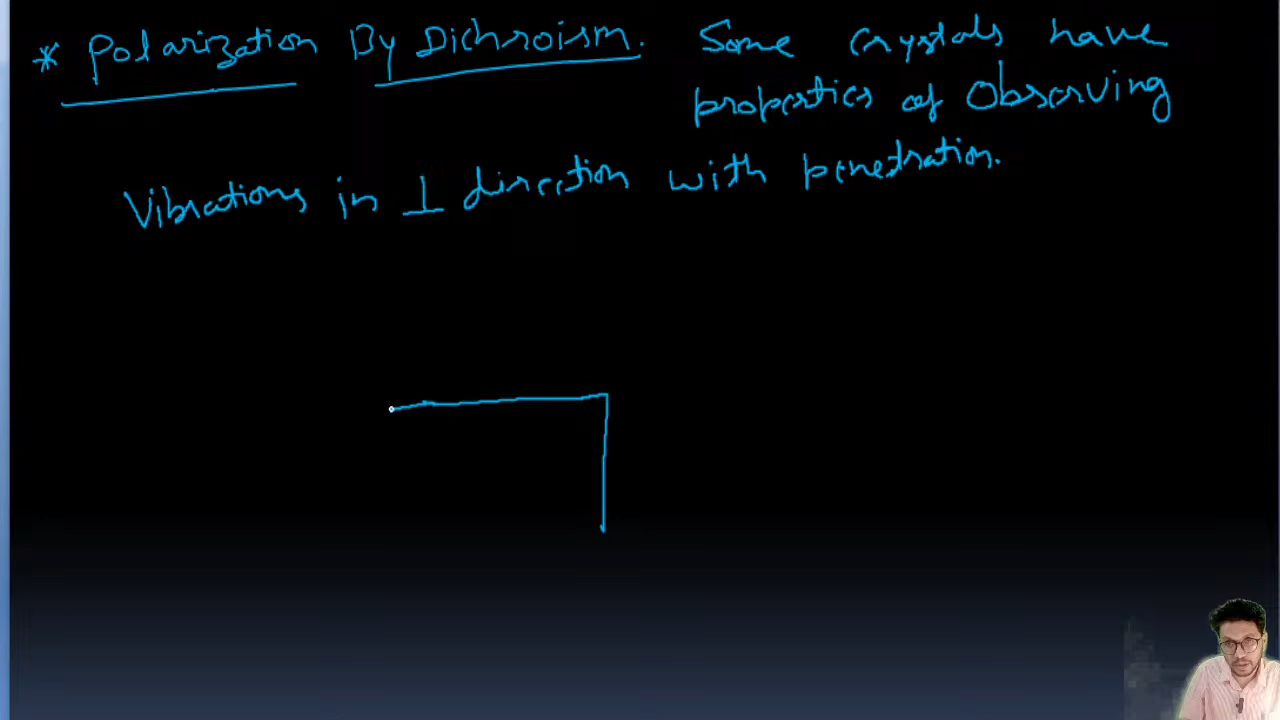 * Polarization By Dichroism. Some crystals have
properties of Observing
Vibrations in ⊥ direction with penetration.